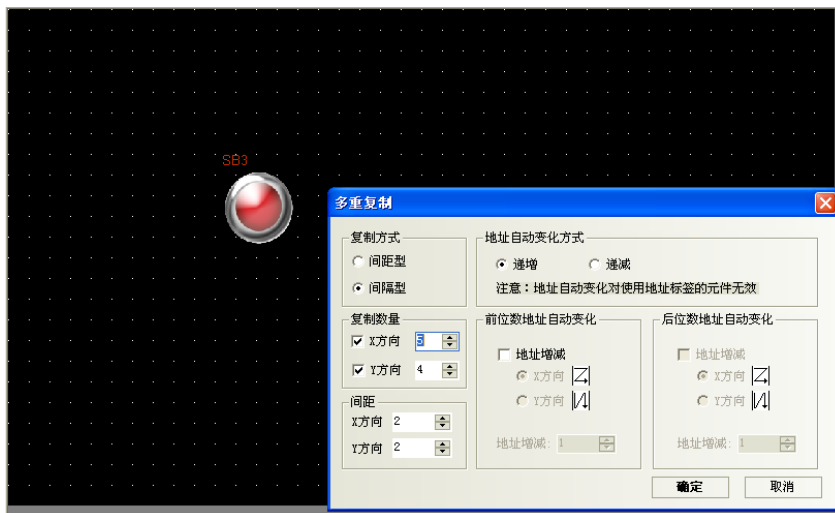 SB3
多重复制
复制方式
间距型
间隔型
地址自动变化方式
递增
递减
注意：地址自动变化对使用地址标签的元件无效
复制数量
X方向 5
Y方向 4
间距
X方向 2
Y方向 2
前位数地址自动变化
地址增减
X方向
Y方向
地址增减: 1
后位数地址自动变化
地址增减
X方向
Y方向
地址增减: 1
确定
取消